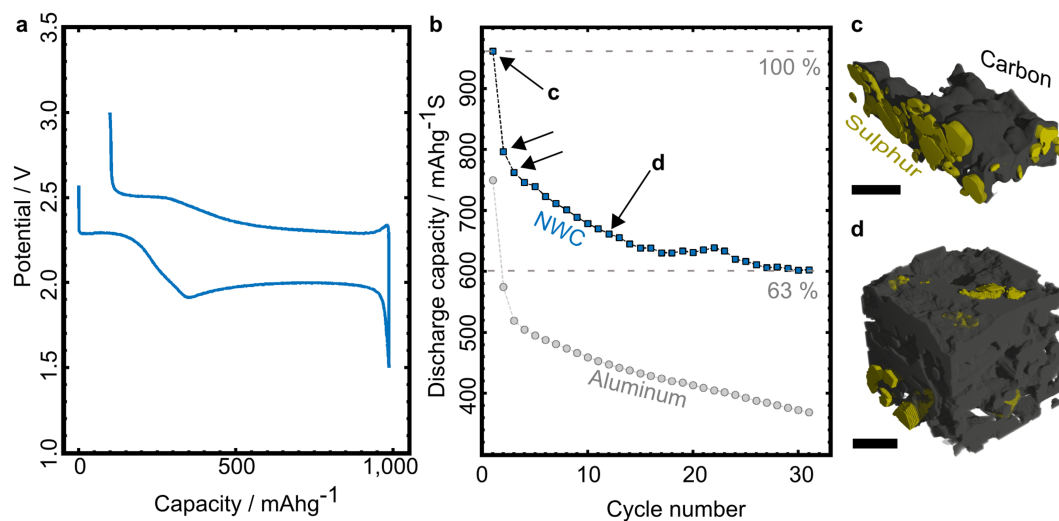 a
3.5
3.0
2.5
2.0
1.5
1.0
Potential / V
0
500
1,000
Capacity / mAhg-1
b
900
800
700
600
500
400
Discharge capacity / mAhg-1S
100 %
c
d
NWC
63 %
Aluminum
0
10
20
30
Cycle number
c
Carbon
Sulphur
d